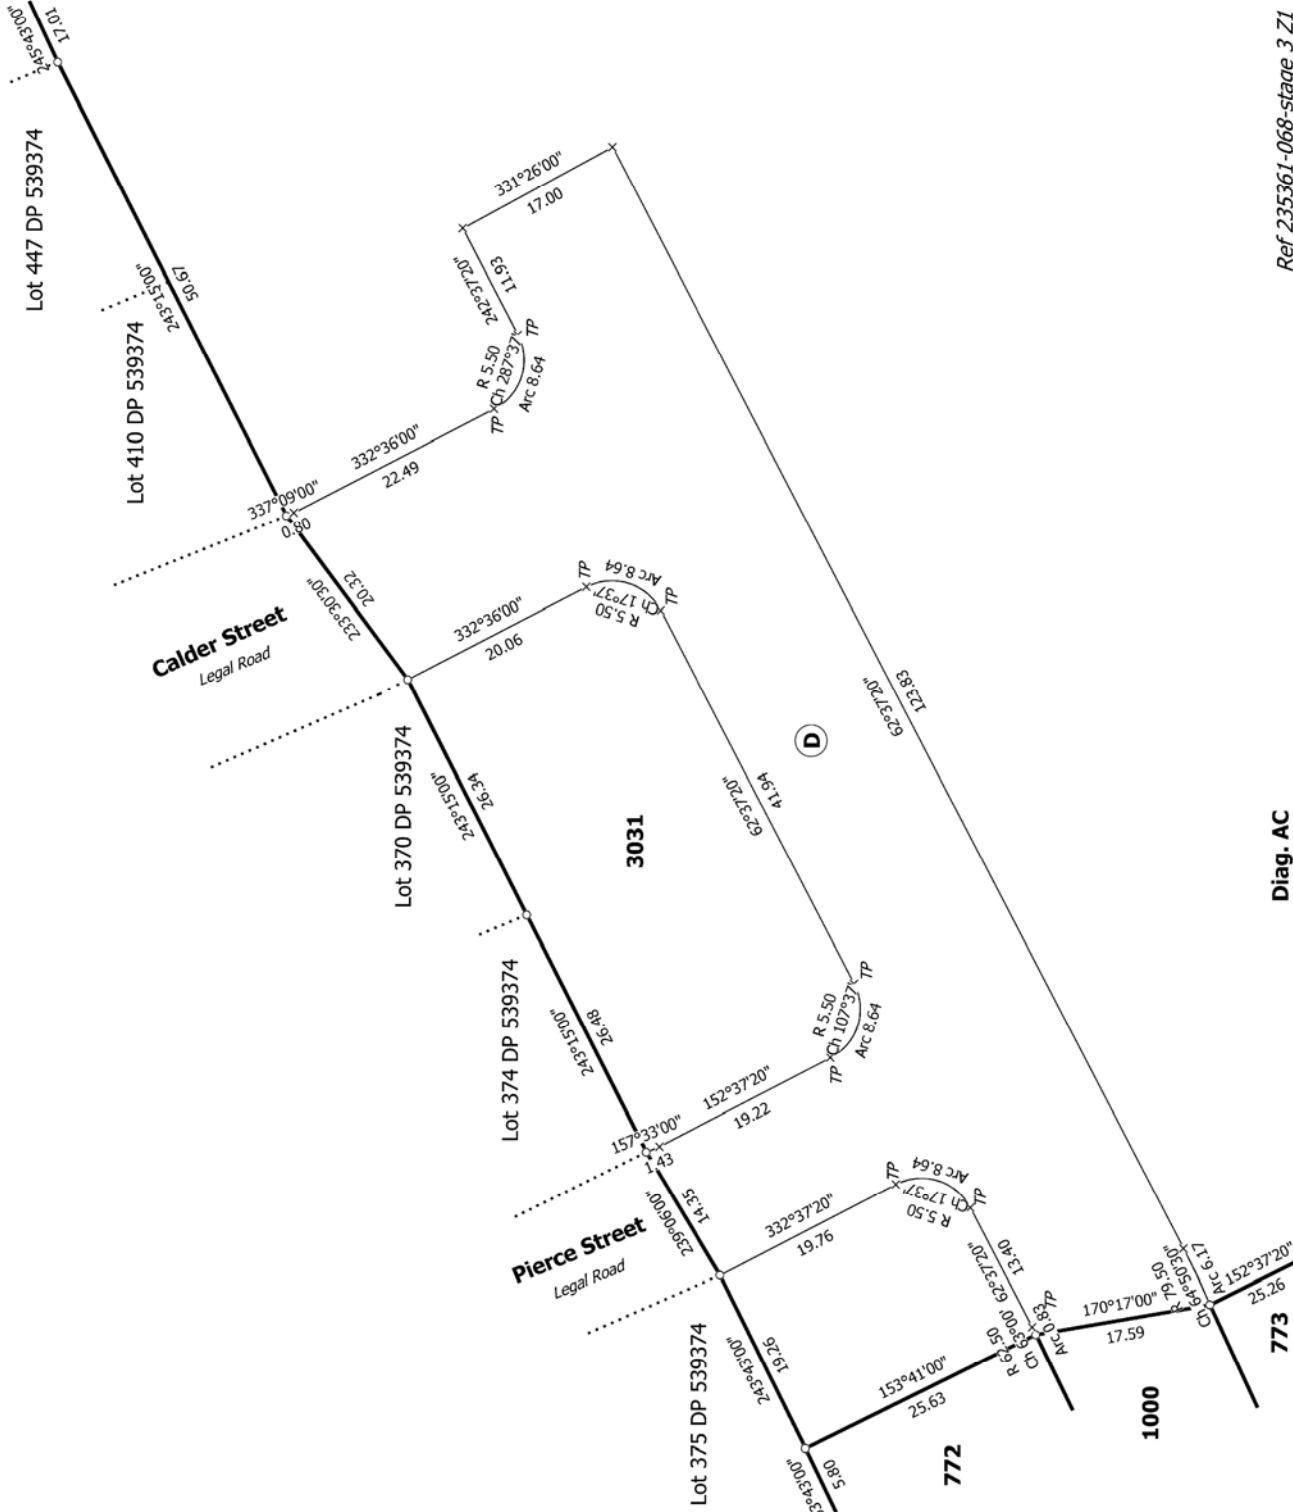 245°43'00"
17.01
Lot 447 DP 539374
243°15'00"
50.67
Lot 410 DP 539374
331°26'00"
17.00
242°37'20"
11.93
TP
R 5.50
Ch 287°37'
Arc 8.64
TP
332°36'00"
22.49
337°09'00"
0.80
Calder Street
Legal Road
233°30'30"
20.32
332°36'00"
20.06
TP
Arc 8.64
Ch 17°37'
R 5.50
TP
Lot 370 DP 539374
243°15'00"
26.34
62°37'20"
123.83
D
3031
62°37'20"
41.94
Lot 374 DP 539374
243°15'00"
26.48
TP
R 5.50
Ch 107°37'
Arc 8.64
TP
152°37'20"
19.22
157°33'00"
1.43
Pierce Street
Legal Road
239°06'00"
14.35
332°37'20"
19.76
TP
Arc 8.64
Ch 17°37'
R 5.50
TP
62°37'20"
13.40
Lot 375 DP 539374
243°43'00"
19.26
153°41'00"
25.63
R 62.50
Ch 63°00'
Arc 0.83
TP
170°17'00"
17.59
R 79.50
Ch 64°50'30"
Arc 6.17
152°37'20"
25.26
773
1000
772
3°43'00"
5.80
Diag. AC
Ref 235361-068-stage 3 Z1